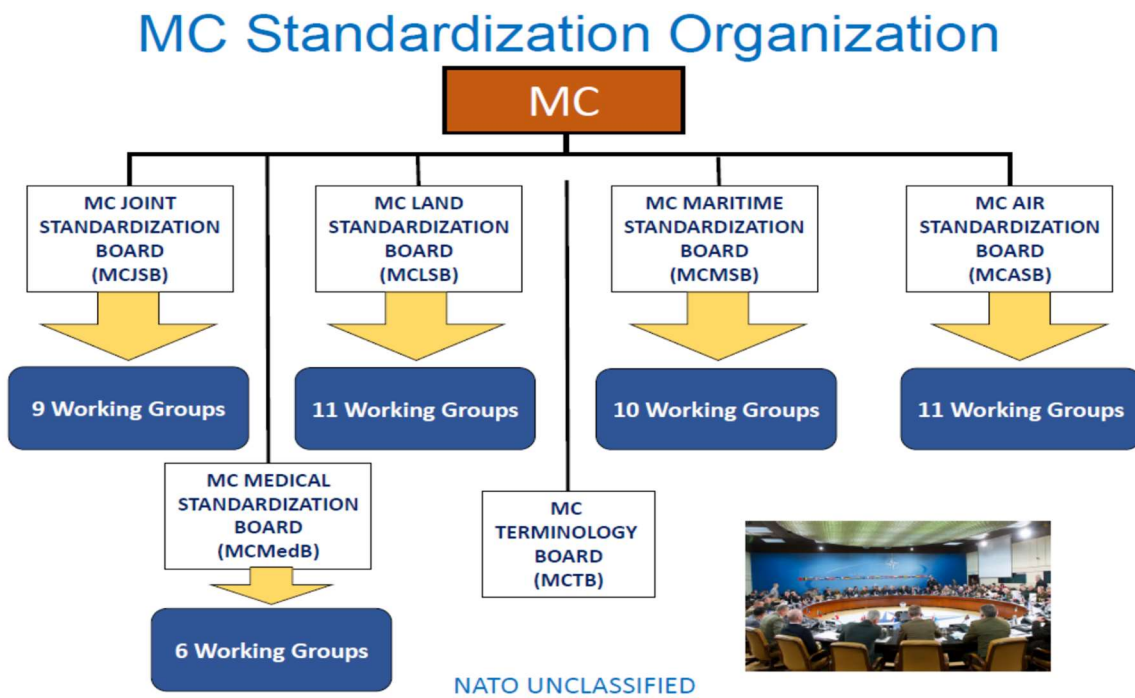 MC Standardization Organization
MC
MC JOINT
STANDARDIZATION
BOARD
(MCJSB)
MC LAND
STANDARDIZATION
BOARD
(MCLSB)
MC MARITIME
STANDARDIZATION
BOARD
(MCMSB)
MC AIR
STANDARDIZATION
BOARD
(MCASB)
9 Working Groups
11 Working Groups
10 Working Groups
11 Working Groups
MC MEDICAL
STANDARDIZATION
BOARD
(MCMedB)
MC
TERMINOLOGY
BOARD
(MCTB)
6 Working Groups
NATO UNCLASSIFIED